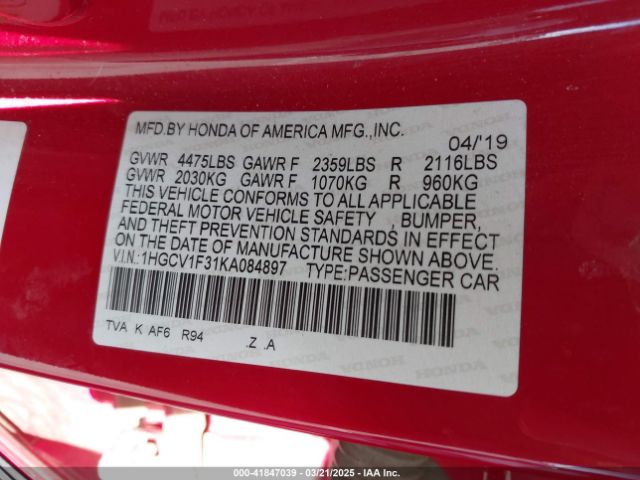 MFD.BY HONDA OF AMERICA MFG.,INC.
04/'19
GVWR 4475LBS GAWR F 2359LBS R 2116LBS
GVWR 2030KG GAWR F 1070KG R 960KG
THIS VEHICLE CONFORMS TO ALL APPLICABLE
FEDERAL MOTOR VEHICLE SAFETY , BUMPER,
AND THEFT PREVENTION STANDARDS IN EFFECT
ON THE DATE OF MANUFACTURE SHOWN ABOVE.
V.I.N.:1HGCV1F31KA084897 TYPE:PASSENGER CAR
TVA K AF6 R94 .Z .A
000-41847039 — 03/21/2025 — IAA Inc.